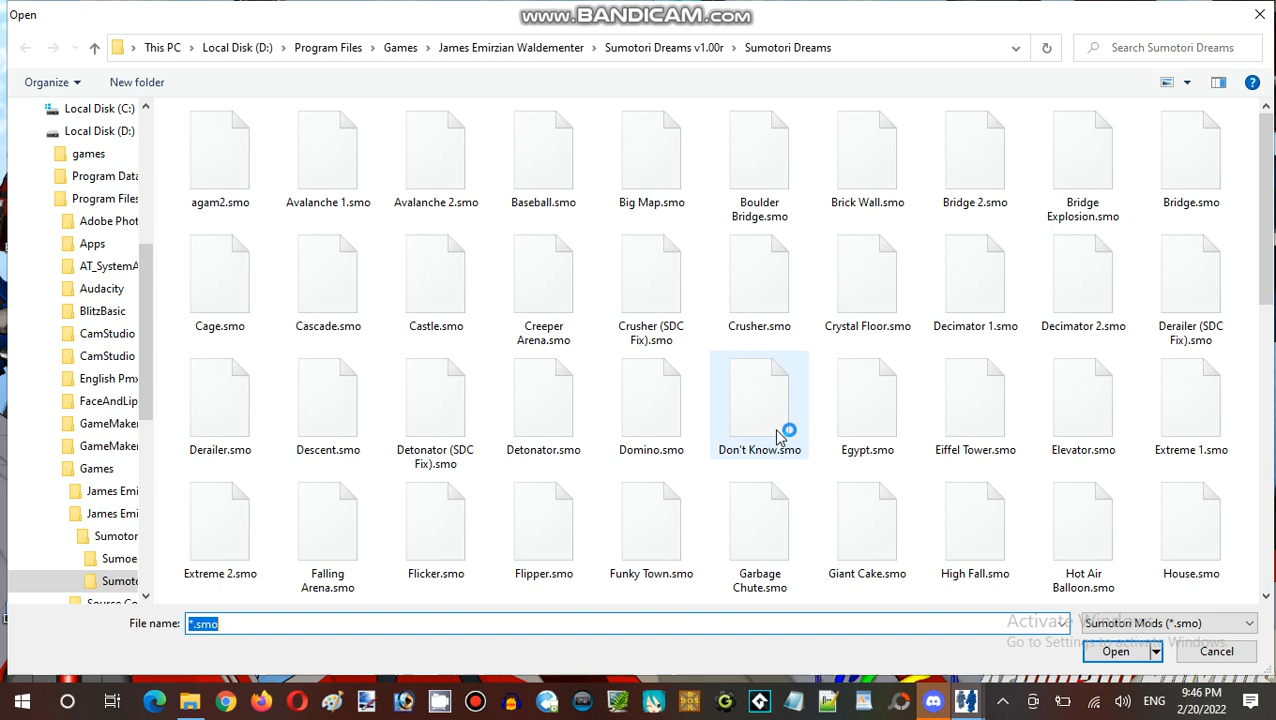 Open
www.BANDICAM.com
This PC > Local Disk (D:) > Program Files > Games > James Emirzian Waldementer > Sumotori Dreams v1.00r > Sumotori Dreams
Search Sumotori Dreams
Organize
New folder
Local Disk (C:)
Local Disk (D:)
games
Program Data
Program Files
Adobe Phot
Apps
AT_SystemA
Audacity
BlitzBasic
CamStudio
CamStudio
English Pmx
FaceAndLip
GameMaker
GameMaker
Games
James Emi
James Emi
Sumotor
Sumoe
Sumoto
Source Co
agam2.smo
Avalanche 1.smo
Avalanche 2.smo
Baseball.smo
Big Map.smo
Boulder
Bridge.smo
Brick Wall.smo
Bridge 2.smo
Bridge
Explosion.smo
Bridge.smo
Cage.smo
Cascade.smo
Castle.smo
Creeper
Arena.smo
Crusher (SDC
Fix).smo
Crusher.smo
Crystal Floor.smo
Decimator 1.smo
Decimator 2.smo
Derailer (SDC
Fix).smo
Derailer.smo
Descent.smo
Detonator (SDC
Fix).smo
Detonator.smo
Domino.smo
Don't Know.smo
Egypt.smo
Eiffel Tower.smo
Elevator.smo
Extreme 1.smo
Extreme 2.smo
Falling
Arena.smo
Flicker.smo
Flipper.smo
Funky Town.smo
Garbage
Chute.smo
Giant Cake.smo
High Fall.smo
Hot Air
Balloon.smo
House.smo
File name:
*.smo
Sumotori Mods (*.smo)
Activate Windows
Go to Settings to activate Windows.
Open
Cancel
ENG
9:46 PM
2/20/2022